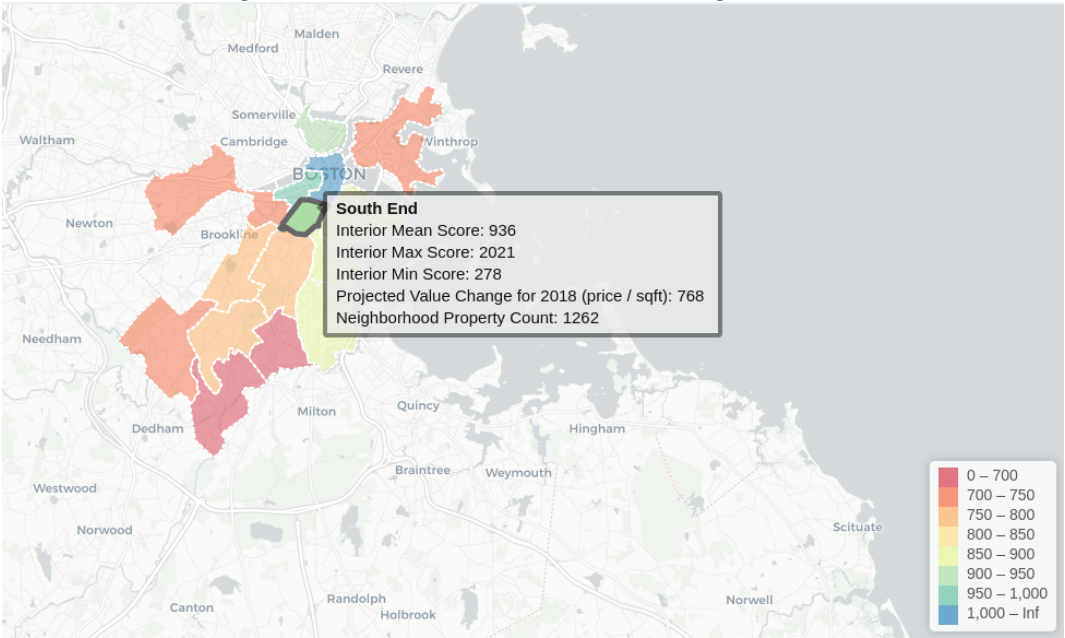 Malden
Medford
Revere
Somerville
Waltham
Cambridge
Winthrop
BOSTON
Newton
Brookline
South End
Interior Mean Score: 936
Interior Max Score: 2021
Interior Min Score: 278
Projected Value Change for 2018 (price / sqft): 768
Neighborhood Property Count: 1262
Needham
Milton
Quincy
Dedham
Hingham
Braintree
Weymouth
Westwood
Norwood
Scituate
Canton
Randolph
Holbrook
Norwell
0 – 700
700 – 750
750 – 800
800 – 850
850 – 900
900 – 950
950 – 1,000
1,000 – Inf